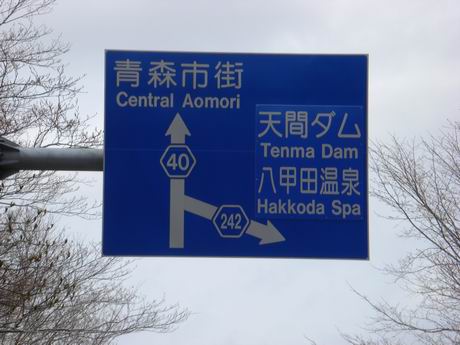 青森市街
Central Aomori
天間ダム
Tenma Dam
八甲田温泉
Hakkoda Spa
40
242